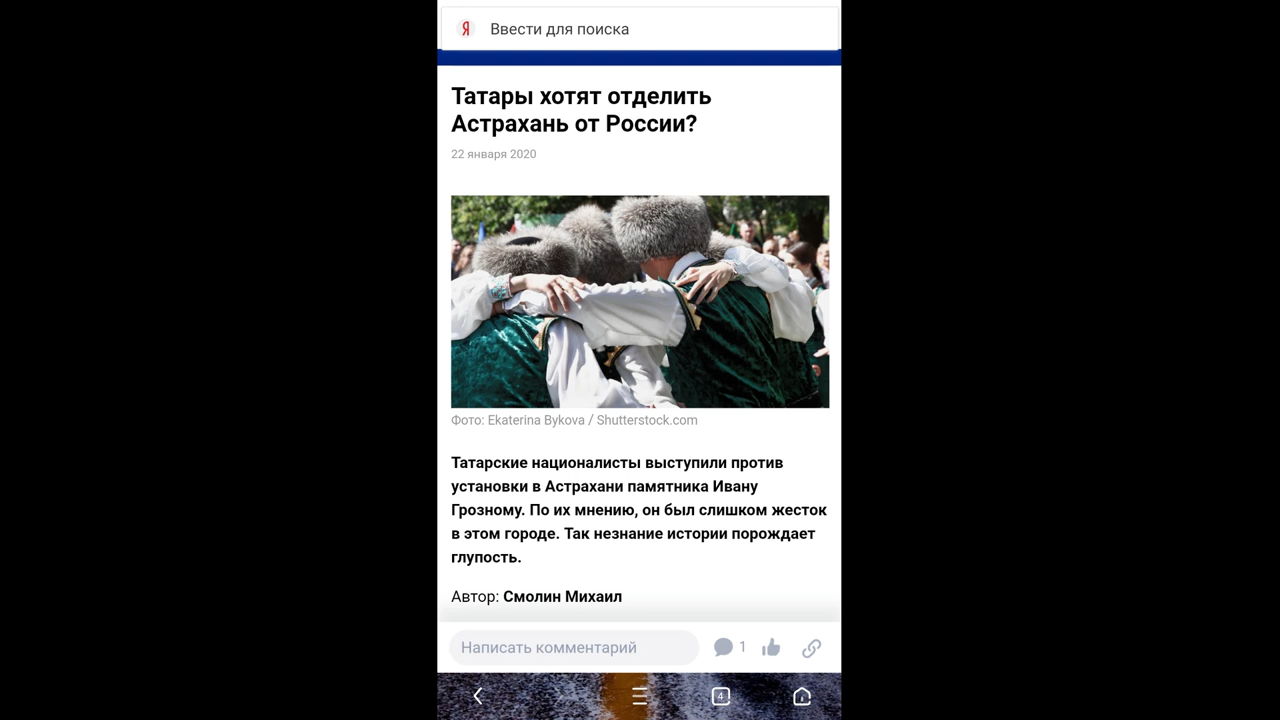 Я Ввести для поиска
Татары хотят отделить
Астрахань от России?
22 января 2020
Фото: Ekaterina Bykova / Shutterstock.com
Татарские националисты выступили против
установки в Астрахани памятника Ивану
Грозному. По их мнению, он был слишком жесток
в этом городе. Так незнание истории порождает
глупость.
Автор: Смолин Михаил
Написать комментарий 1
4